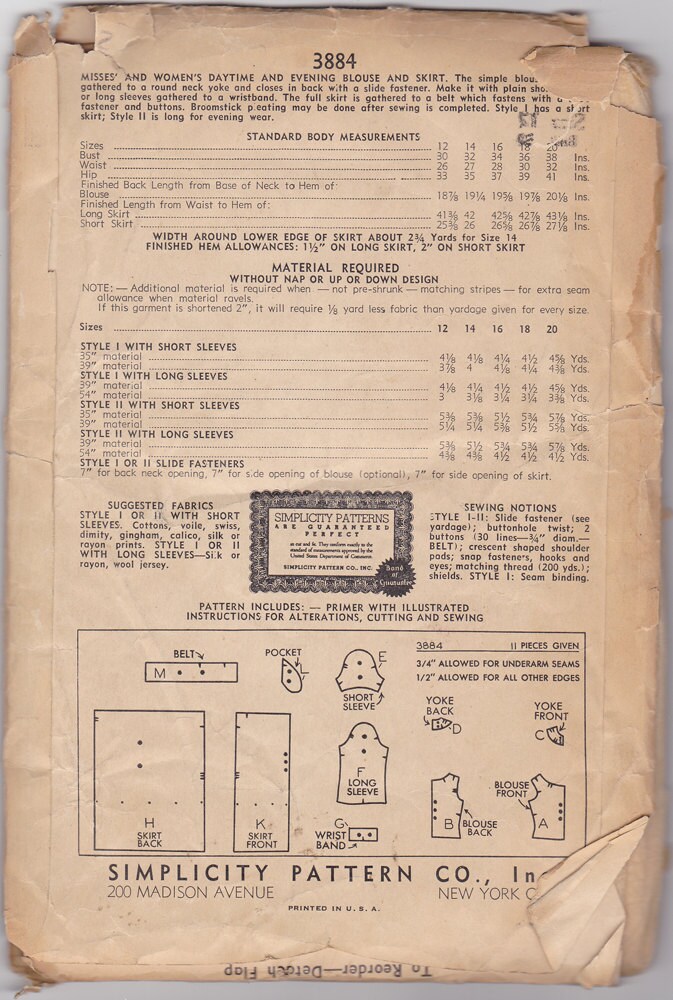 3884
MISSES' AND WOMEN'S DAYTIME AND EVENING BLOUSE AND SKIRT. The simple
gathered to a round neck yoke and closes in back with a slide fastener. Make it with plain
or long sleeves gathered to a wristband. The full skirt is gathered to a belt which fastens with
fastener and buttons. Broomstick pleating may be done after sewing is completed. Style I has a short
skirt; Style II is long for evening wear.
STANDARD BODY MEASUREMENTS
Sizes 12 14 16 18 20
Bust 30 32 34 36 38 Ins.
Waist 26 27 28 30 32 Ins.
Hip 33 35 37 39 41 Ins.
Finished Back Length from Base of Neck to Hem of:
Blouse 18⅞ 19¼ 19⅝ 19⅞ 20⅛ Ins.
Finished Length from Waist to Hem of:
Long Skirt 41⅜ 42 42⅝ 42⅞ 43⅛ Ins.
Short Skirt 25⅜ 26 26⅝ 26⅞ 27⅛ Ins.
WIDTH AROUND LOWER EDGE OF SKIRT ABOUT 2¾ Yards for Size 14
FINISHED HEM ALLOWANCES: 1½" ON LONG SKIRT, 2" ON SHORT SKIRT
MATERIAL REQUIRED
WITHOUT NAP OR UP OR DOWN DESIGN
NOTE: — Additional material is required when — not pre-shrunk — matching stripes — for extra seam
allowance when material ravels.
If this garment is shortened 2", it will require ⅛ yard less fabric than yardage given for every size.
Sizes 12 14 16 18 20
STYLE I WITH SHORT SLEEVES
35" material 4⅛ 4⅛ 4¼ 4½ 4⅝ Yds.
39" material 3⅞ 4 4⅛ 4¼ 4⅜ Yds.
STYLE I WITH LONG SLEEVES
39" material 4⅛ 4¼ 4½ 4½ 4⅝ Yds.
54" material 3 3⅛ 3¼ 3¼ 3⅜ Yds.
STYLE II WITH SHORT SLEEVES
35" material 5⅜ 5⅜ 5½ 5¾ 5⅞ Yds.
39" material 5¼ 5¼ 5⅜ 5½ 5⅝ Yds.
STYLE II WITH LONG SLEEVES
39" material 5⅜ 5½ 5¾ 5¾ 5⅞ Yds.
54" material 4⅜ 4⅜ 4½ 4½ 4½ Yds.
STYLE I OR II SLIDE FASTENERS
7" for back neck opening, 7" for side opening of blouse (optional), 7" for side opening of skirt.
SUGGESTED FABRICS
STYLE I OR II WITH SHORT
SLEEVES. Cottons, voile, swiss,
dimity, gingham, calico, silk or
rayon prints. STYLE I OR II
WITH LONG SLEEVES—Silk or
rayon, wool jersey.
SIMPLICITY PATTERNS
ARE GUARANTEED
PERFECT
as cut and in. They conform exactly to the
standard of measurements approved by the
United States Department of Commerce.
SIMPLICITY PATTERN CO., INC.
Bond
of
Guarantee
SEWING NOTIONS
STYLE I-II: Slide fastener (see
yardage); buttonhole twist; 2
buttons (30 lines—¾" diam.—
BELT); crescent shaped shoulder
pads; snap fasteners, hooks and
eyes; matching thread (200 yds.);
shields. STYLE I: Seam binding.
PATTERN INCLUDES: — PRIMER WITH ILLUSTRATED
INSTRUCTIONS FOR ALTERATIONS, CUTTING AND SEWING
3884 11 PIECES GIVEN
3/4" ALLOWED FOR UNDERARM SEAMS
1/2" ALLOWED FOR ALL OTHER EDGES
BELT
M
POCKET
L
E
SHORT
SLEEVE
YOKE
BACK
D
YOKE
FRONT
C
H
SKIRT
BACK
K
SKIRT
FRONT
F
LONG
SLEEVE
G
WRIST
BAND
B
BLOUSE
BACK
BLOUSE
FRONT
A
SIMPLICITY PATTERN CO.,
200 MADISON AVENUE NEW YORK
PRINTED IN U. S. A.
To Reorder—Detach Flap